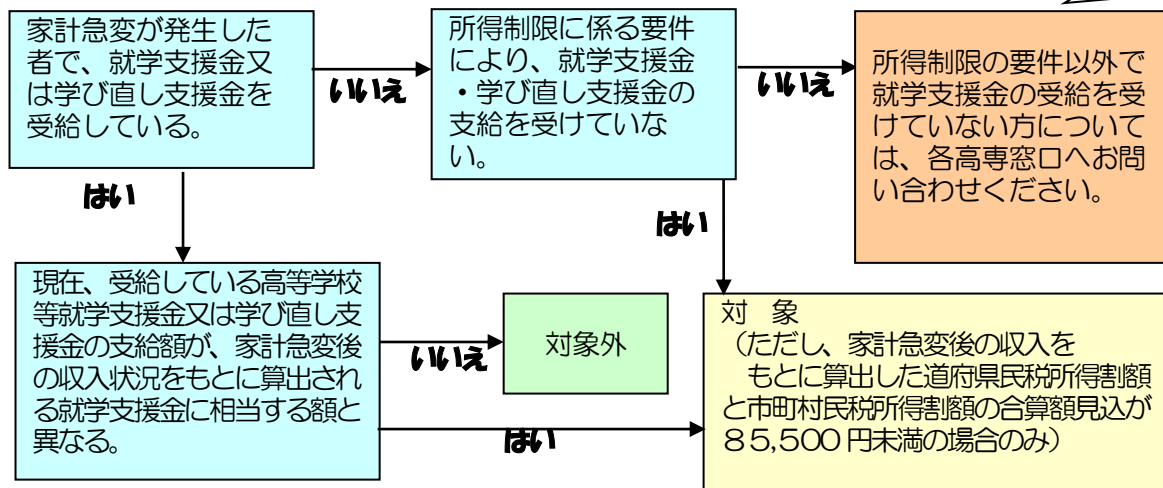 家計急変が発生した
者で、就学支援金又
は学び直し支援金を
受給している。
いいえ
所得制限に係る要件
により、就学支援金
・学び直し支援金の
支給を受けていな
い。
いいえ
所得制限の要件以外で
就学支援金の受給を受
けていない方について
は、各高専窓口へお問
い合わせください。
はい
はい
現在、受給している高等学校
等就学支援金又は学び直し支
援金の支給額が、家計急変後
の収入状況をもとに算出され
る就学支援金に相当する額と
異なる。
いいえ
対象外
はい
対　象
（ただし、家計急変後の収入を
もとに算出した道府県民税所得割額
と市町村民税所得割額の合算額見込が
８５,５００円未満の場合のみ）